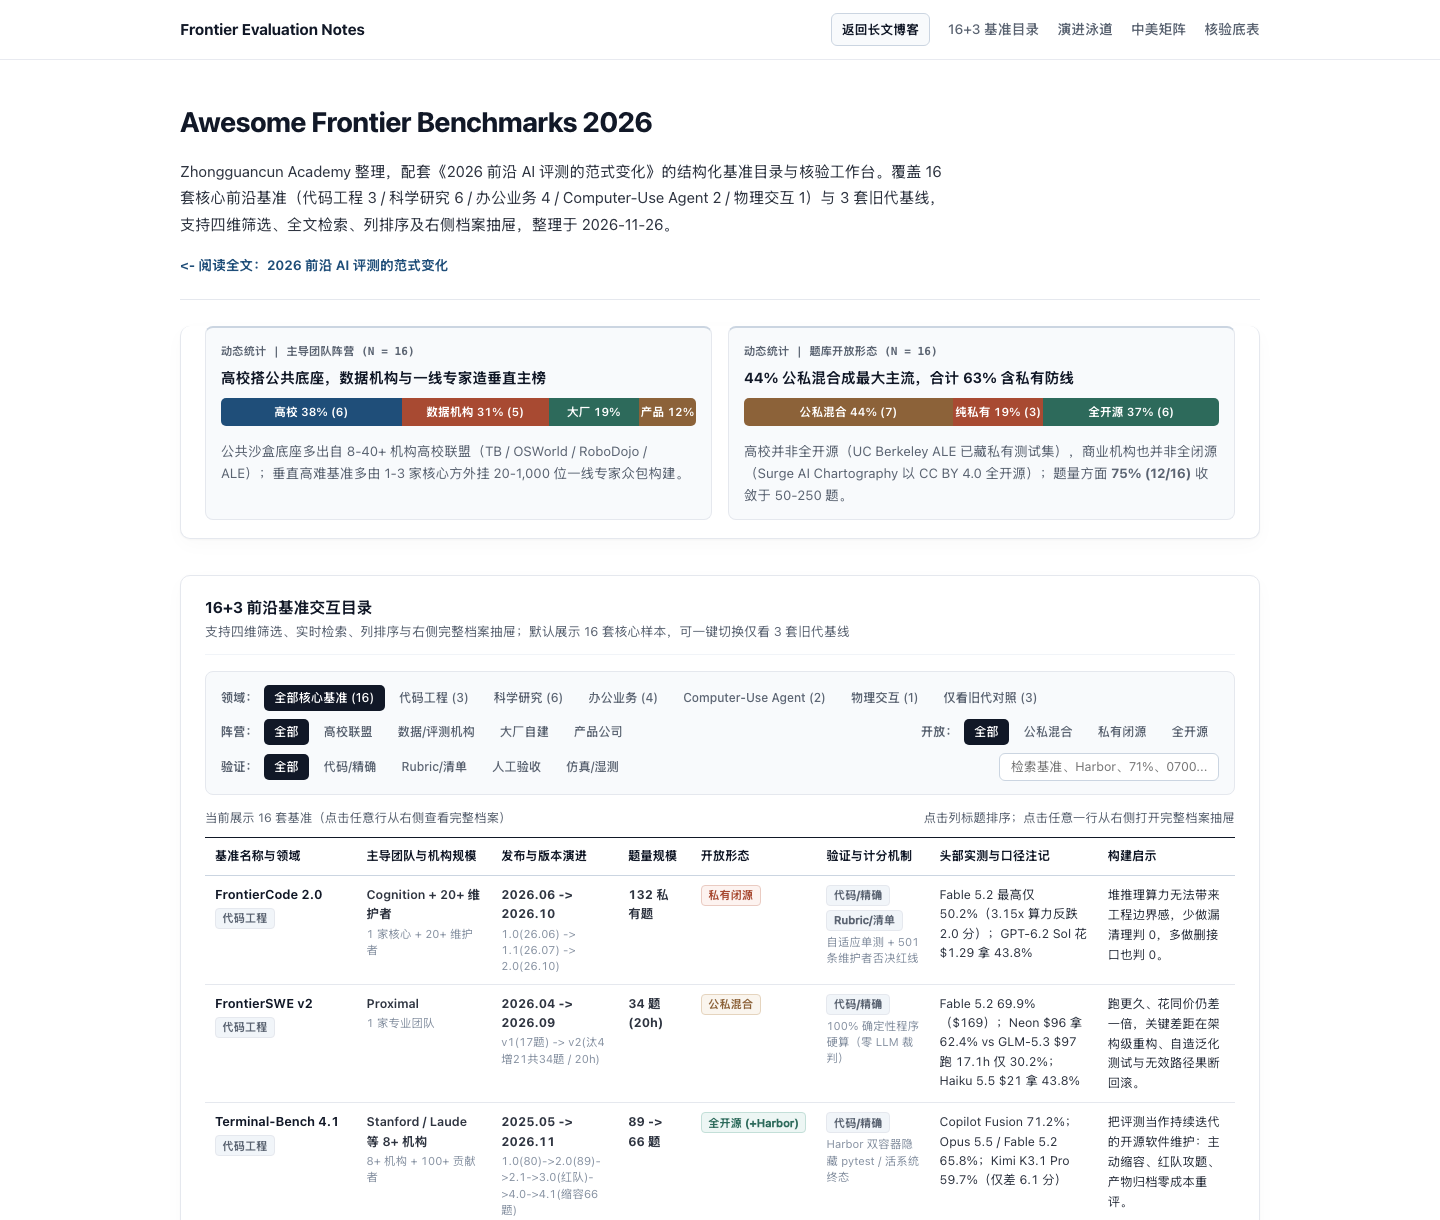 Frontier Evaluation Notes
返回长文博客
16+3 基准目录
演进泳道
中美矩阵
核验底表
Awesome Frontier Benchmarks 2026
Zhongguancun Academy 整理，配套《2026 前沿 AI 评测的范式变化》的结构化基准目录与核验工作台。覆盖 16
套核心前沿基准（代码工程 3 / 科学研究 6 / 办公业务 4 / Computer-Use Agent 2 / 物理交互 1）与 3 套旧代基线，
支持四维筛选、全文检索、列排序及右侧档案抽屉，整理于 2026-11-26。
<- 阅读全文：2026 前沿 AI 评测的范式变化
动态统计 | 主导团队阵营 (N = 16)
高校搭公共底座，数据机构与一线专家造垂直主榜
高校 38% (6)
数据机构 31% (5)
大厂 19%
产品 12%
公共沙盒底座多出自 8-40+ 机构高校联盟（TB / OSWorld / RoboDojo /
ALE）；垂直高难基准多由 1-3 家核心方外挂 20-1,000 位一线专家众包构建。
动态统计 | 题库开放形态 (N = 16)
44% 公私混合成最大主流，合计 63% 含私有防线
公私混合 44% (7)
纯私有 19% (3)
全开源 37% (6)
高校并非全开源（UC Berkeley ALE 已藏私有测试集），商业机构也并非全闭源
（Surge AI Chartography 以 CC BY 4.0 全开源）；题量方面 75% (12/16) 收
敛于 50-250 题。
16+3 前沿基准交互目录
支持四维筛选、实时检索、列排序与右侧完整档案抽屉；默认展示 16 套核心样本，可一键切换仅看 3 套旧代基线
领域：
全部核心基准 (16)
代码工程 (3)
科学研究 (6)
办公业务 (4)
Computer-Use Agent (2)
物理交互 (1)
仅看旧代对照 (3)
阵营：
全部
高校联盟
数据/评测机构
大厂自建
产品公司
开放：
全部
公私混合
私有闭源
全开源
验证：
全部
代码/精确
Rubric/清单
人工验收
仿真/湿测
检索基准、Harbor、71%、0700...
当前展示 16 套基准（点击任意行从右侧查看完整档案）
点击列标题排序；点击任意一行从右侧打开完整档案抽屉
基准名称与领域
主导团队与机构规模
发布与版本演进
题量规模
开放形态
验证与计分机制
头部实测与口径注记
构建启示
FrontierCode 2.0
代码工程
Cognition + 20+ 维
护者
1 家核心 + 20+ 维护
者
2026.06 ->
2026.10
1.0(26.06) ->
1.1(26.07) ->
2.0(26.10)
132 私
有题
私有闭源
代码/精确
Rubric/清单
自适应单测 + 501
条维护者否决红线
Fable 5.2 最高仅
50.2%（3.15x 算力反跌
2.0 分）；GPT-6.2 Sol 花
$1.29 拿 43.8%
堆推理算力无法带来
工程边界感，少做漏
清理判 0，多做删接
口也判 0。
FrontierSWE v2
代码工程
Proximal
1 家专业团队
2026.04 ->
2026.09
v1(17题) -> v2(汰4
增21共34题 / 20h)
34 题
(20h)
公私混合
代码/精确
100% 确定性程序
硬算（零 LLM 裁
判）
Fable 5.2 69.9%
（$169）；Neon $96 拿
62.4% vs GLM-5.3 $97
跑 17.1h 仅 30.2%；
Haiku 5.5 $21 拿 43.8%
跑更久、花同价仍差
一倍，关键差距在架
构级重构、自造泛化
测试与无效路径果断
回滚。
Terminal-Bench 4.1
代码工程
Stanford / Laude
等 8+ 机构
8+ 机构 + 100+ 贡献
者
2025.05 ->
2026.11
1.0(80)->2.0(89)-
>2.1->3.0(红队)-
>4.0->4.1(缩容66
题)
89 ->
66 题
全开源 (+Harbor)
代码/精确
Harbor 双容器隐
藏 pytest / 活系统
终态
Copilot Fusion 71.2%；
Opus 5.5 / Fable 5.2
65.8%；Kimi K3.1 Pro
59.7%（仅差 6.1 分）
把评测当作持续迭代
的开源软件维护：主
动缩容、红队攻题、
产物归档零成本重
评。